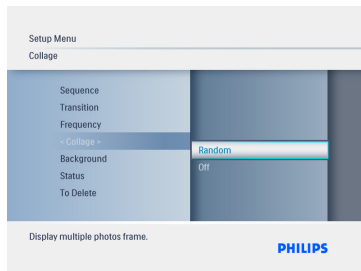 Setup Menu
Collage
Sequence
Transition
Frequency
« Collage »
Random
Background
Off
Status
To Delete
Display multiple photos frame.
PHILIPS